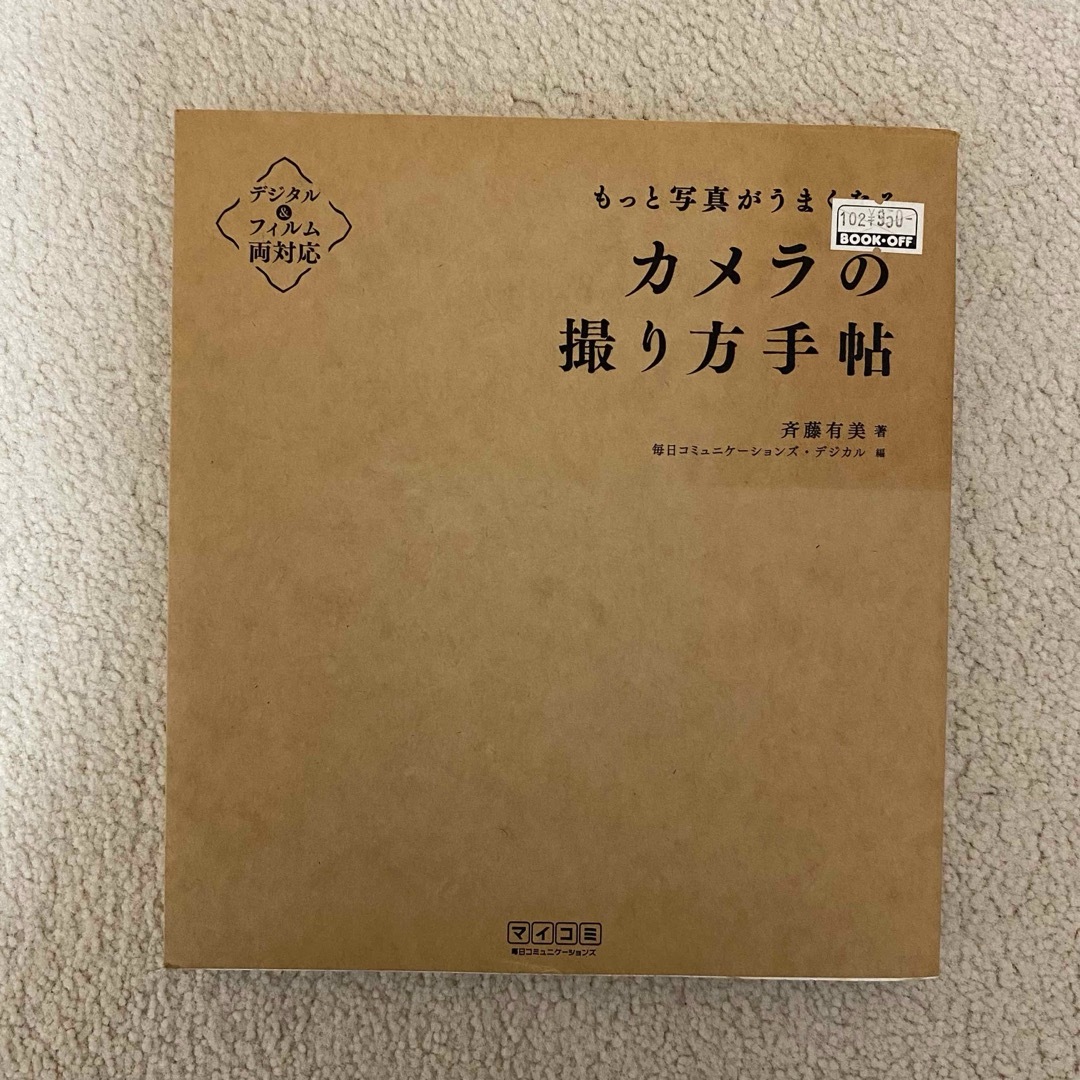 デジタル
&
フィルム
両対応
もっと写真がうまくなる
102 ¥950-
BOOK・OFF
カメラの
撮り方手帖
斉藤有美 著
毎日コミュニケーションズ・デジカル 編
マイコミ
毎日コミュニケーションズ